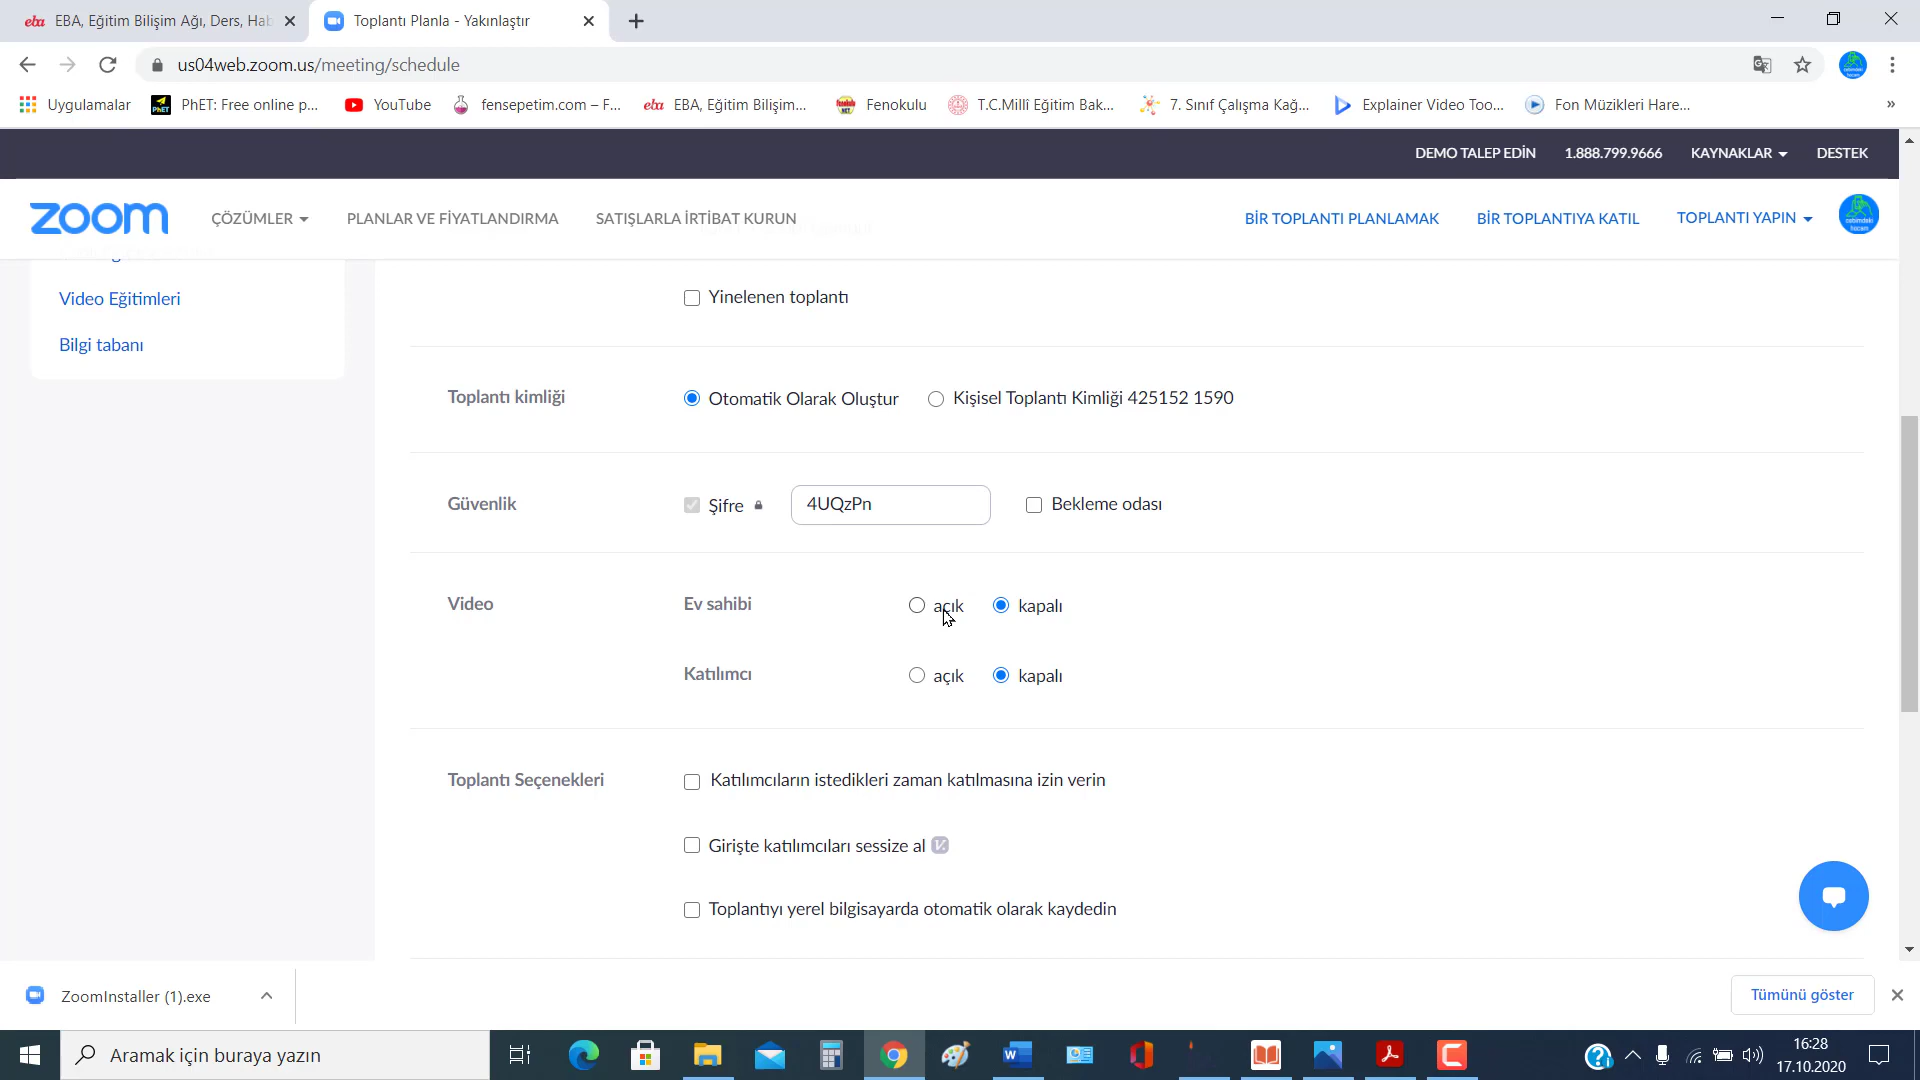 EBA, Eğitim Bilişim Ağı, Ders, Hab
Toplantı Planla - Yakınlaştır
us04web.zoom.us/meeting/schedule
Uygulamalar
PhET: Free online p...
YouTube
fensepetim.com – F...
EBA, Eğitim Bilişim...
Fenokulu
T.C.Millî Eğitim Bak...
7. Sınıf Çalışma Kağ...
Explainer Video Too...
Fon Müzikleri Hare...
»
DEMO TALEP EDİN
1.888.799.9666
KAYNAKLAR
DESTEK
zoom
ÇÖZÜMLER
PLANLAR VE FİYATLANDIRMA
SATIŞLARLA İRTİBAT KURUN
BİR TOPLANTI PLANLAMAK
BİR TOPLANTIYA KATIL
TOPLANTI YAPIN
Video Eğitimleri
Bilgi tabanı
Yinelenen toplantı
Toplantı kimliği
Otomatik Olarak Oluştur
Kişisel Toplantı Kimliği 425152 1590
Güvenlik
Şifre
4UQzPn
Bekleme odası
Video
Ev sahibi
açık
kapalı
Katılımcı
açık
kapalı
Toplantı Seçenekleri
Katılımcıların istedikleri zaman katılmasına izin verin
Girişte katılımcıları sessize al
Toplantıyı yerel bilgisayarda otomatik olarak kaydedin
ZoomInstaller (1).exe
Tümünü göster
Aramak için buraya yazın
16:28
17.10.2020